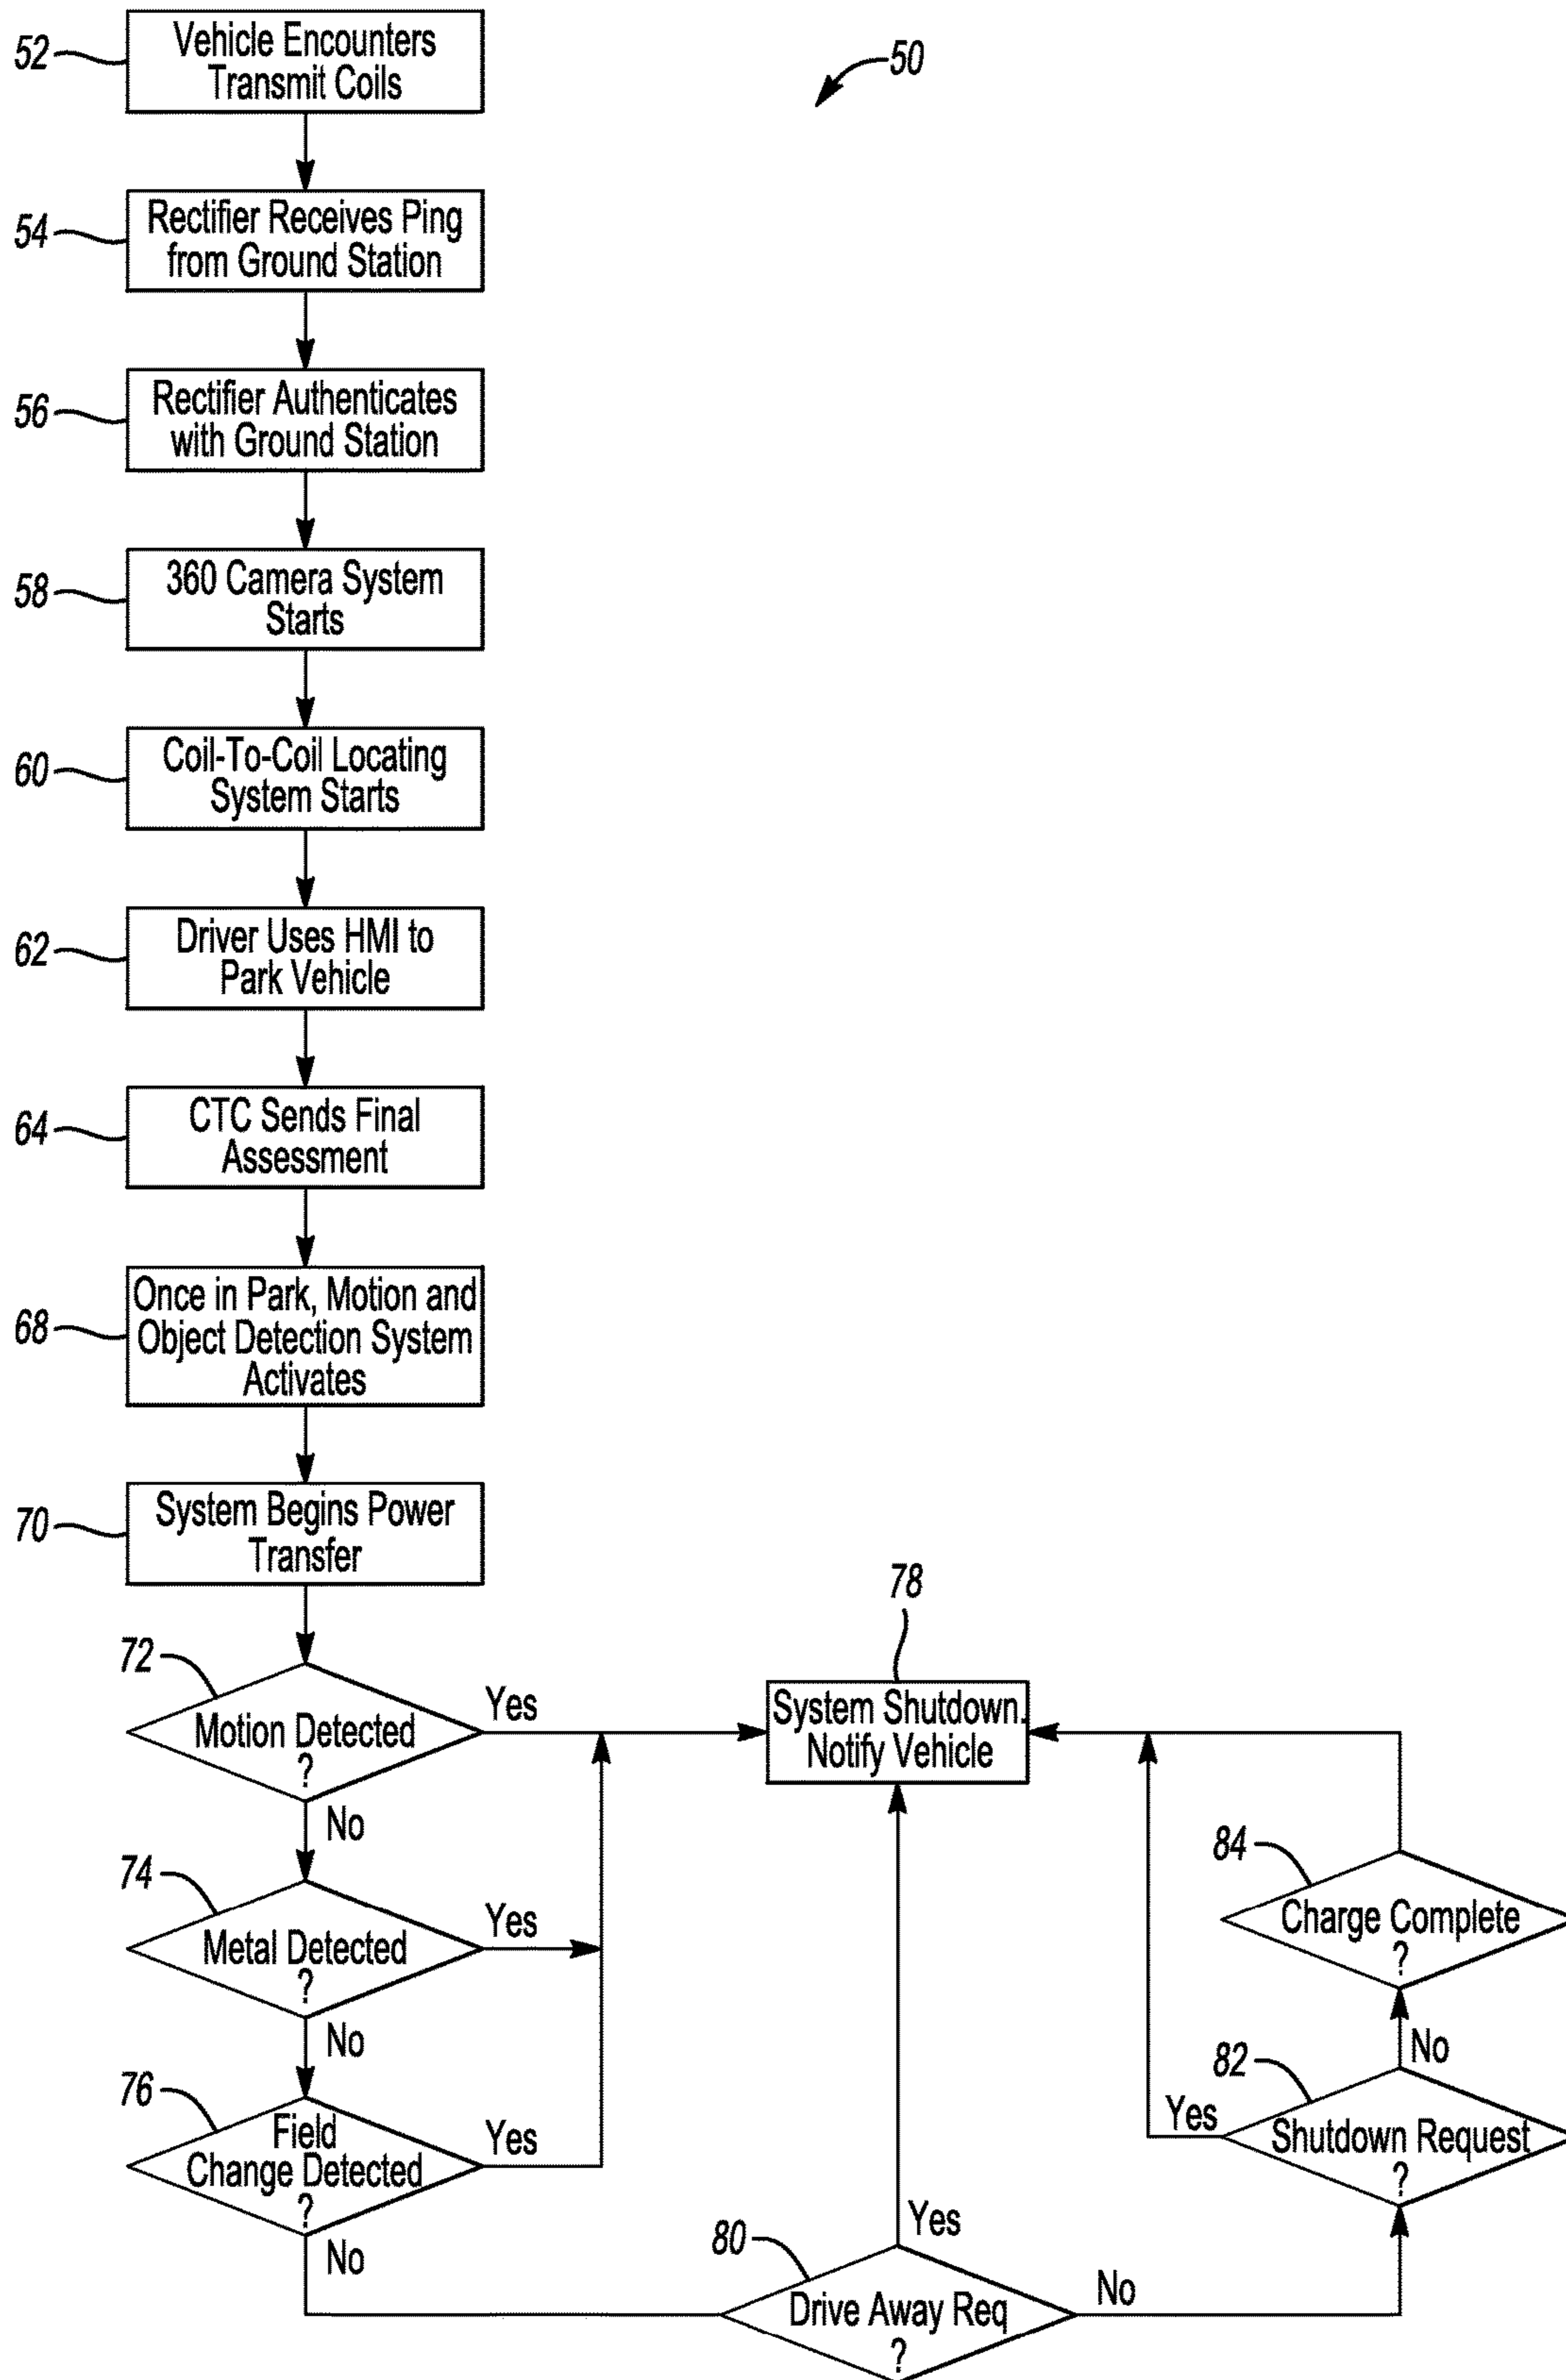 52
Vehicle Encounters
Transmit Coils
50
54
Rectifier Receives Ping
from Ground Station
56
Rectifier Authenticates
with Ground Station
58
360 Camera System
Starts
60
Coil-To-Coil Locating
System Starts
62
Driver Uses HMI to
Park Vehicle
64
CTC Sends Final
Assessment
68
Once in Park, Motion and
Object Detection System
Activates
70
System Begins Power
Transfer
72
Motion Detected
?
Yes
No
78
System Shutdown.
Notify Vehicle
74
Metal Detected
?
Yes
No
84
Charge Complete
?
76
Field
Change Detected
?
Yes
No
82
Shutdown Request
?
Yes
No
80
Drive Away Req
?
Yes
No